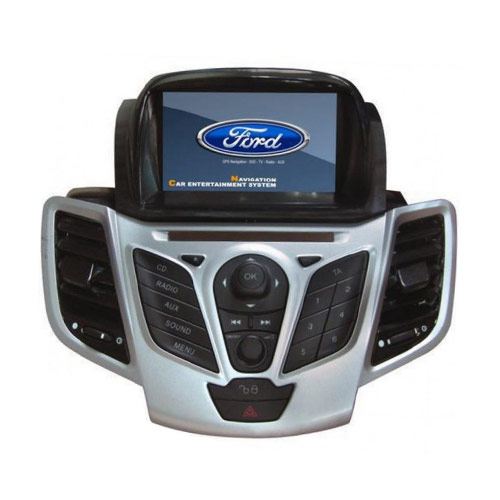 Ford
GPS Navigation - DVD - TV - Radio - AUX
NAVIGATION
CAR ENTERTAINMENT SYSTEM
CD
RADIO
AUX
SOUND
MENU
OK
TA
1
2
3
4
5
6